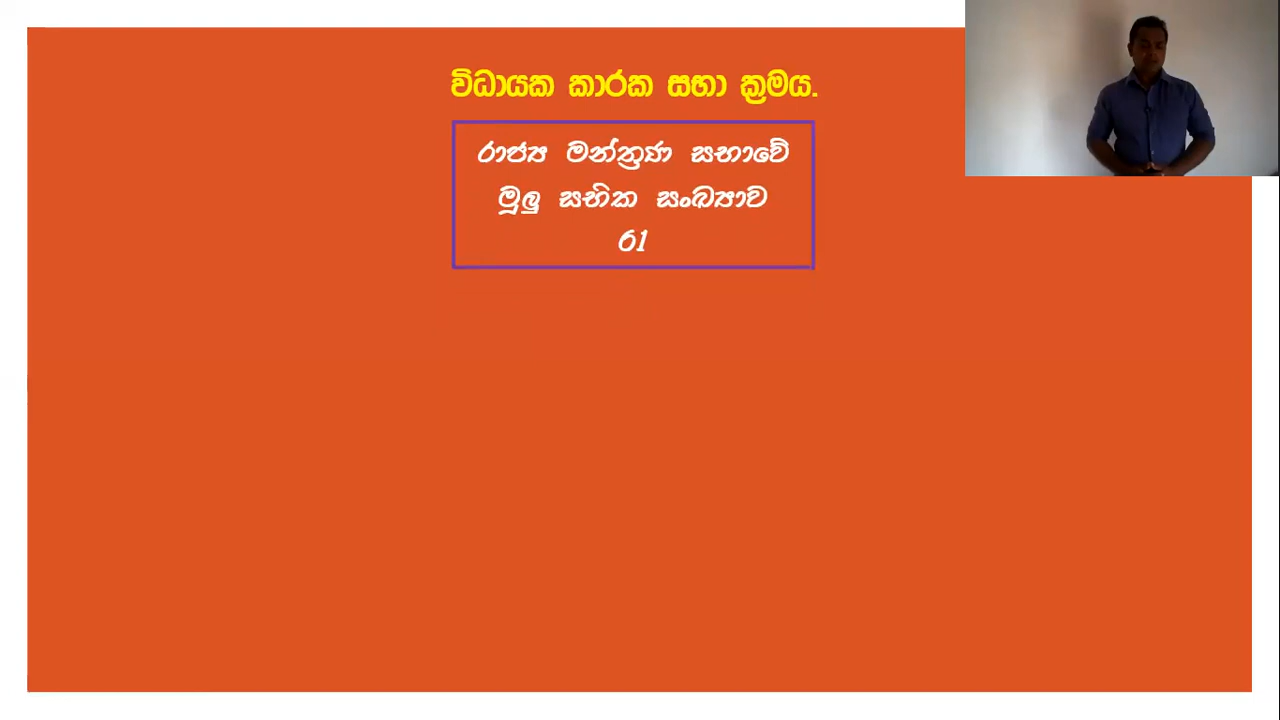 විධායක කාරක සභා ක්‍රමය.
රාජ්‍ය මන්ත්‍රණ සභාවේ
මුලු සභික සංඛ්‍යාව
61